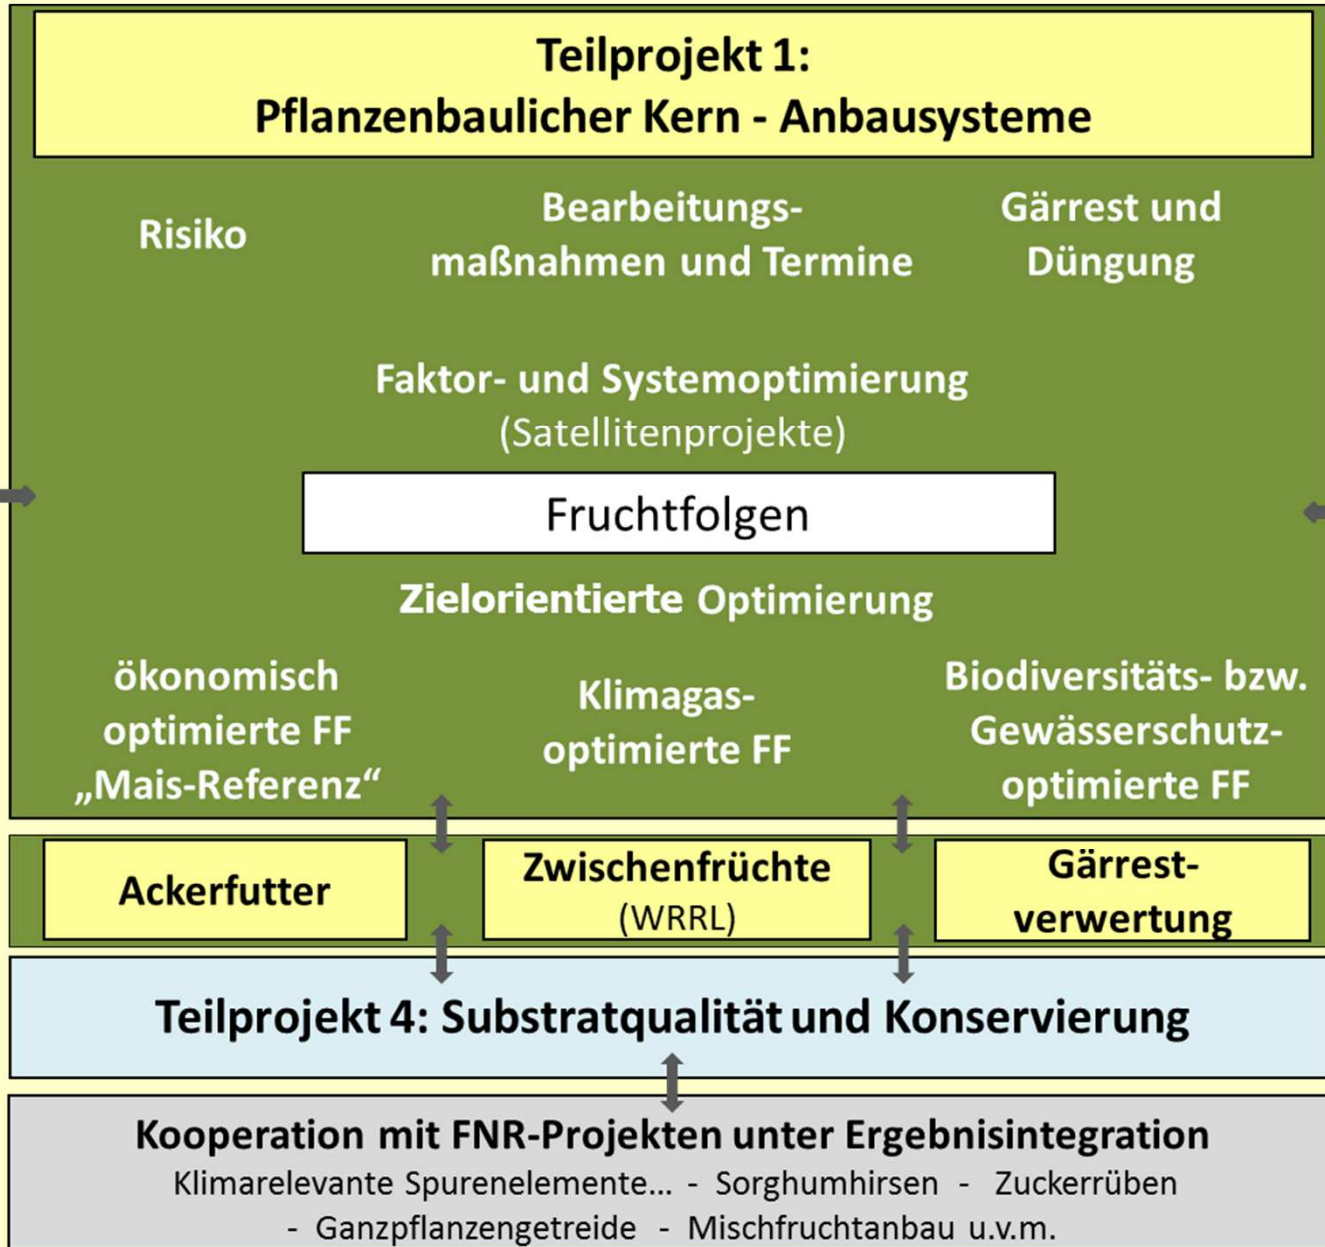 Teilprojekt 1:
Pflanzenbaulicher Kern - Anbausysteme
Risiko
Bearbeitungs-
maßnahmen und Termine
Gärrest und
Düngung
Faktor- und Systemoptimierung
(Satellitenprojekte)
Fruchtfolgen
Zielorientierte Optimierung
ökonomisch
optimierte FF
„Mais-Referenz“
Klimagas-
optimierte FF
Biodiversitäts- bzw.
Gewässerschutz-
optimierte FF
Ackerfutter
Zwischenfrüchte
(WRRL)
Gärrest-
verwertung
Teilprojekt 4: Substratqualität und Konservierung
Kooperation mit FNR-Projekten unter Ergebnisintegration
Klimarelevante Spurenelemente... - Sorghumhirsen - Zuckerrüben
- Ganzpflanzengetreide - Mischfruchtanbau u.v.m.